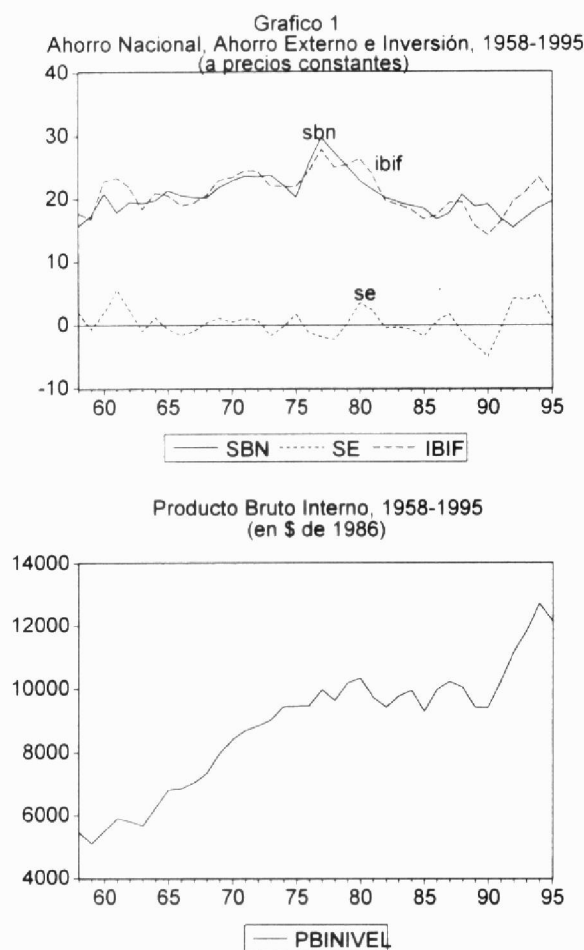 Grafico 1
Ahorro Nacional, Ahorro Externo e Inversión, 1958-1995
(a precios constantes)
40
sbn
30
ibif
20
10
se
0
-10
60 65 70 75 80 85 90 95
SBN SE IBIF
Producto Bruto Interno, 1958-1995
(en $ de 1986)
14000
12000
10000
8000
6000
4000
60 65 70 75 80 85 90 95
PBINIVEL